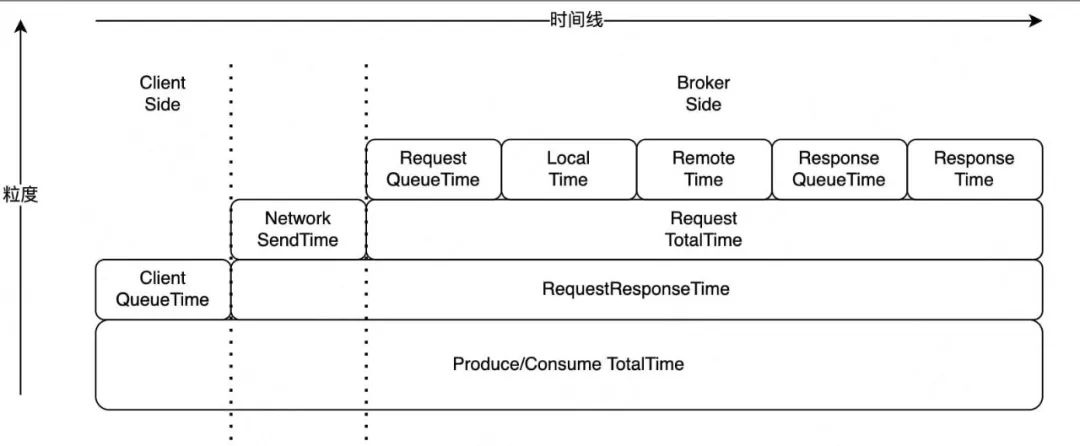 时间线
Client
Side
Broker
Side
粒度
Request
QueueTime
Local
Time
Remote
Time
Response
QueueTime
Response
Time
Network
SendTime
Request
TotalTime
Client
QueueTime
RequestResponseTime
Produce/Consume TotalTime